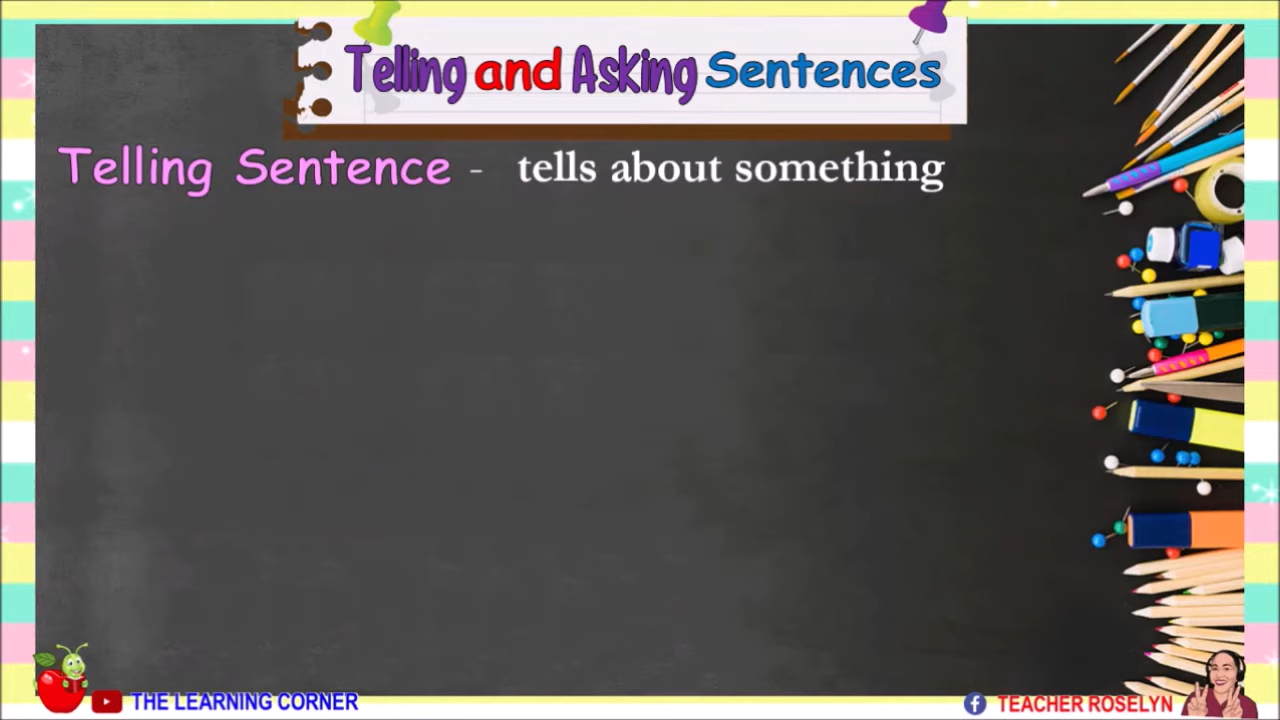 Telling and Asking Sentences
Telling Sentence - tells about something
THE LEARNING CORNER
TEACHER ROSELYN